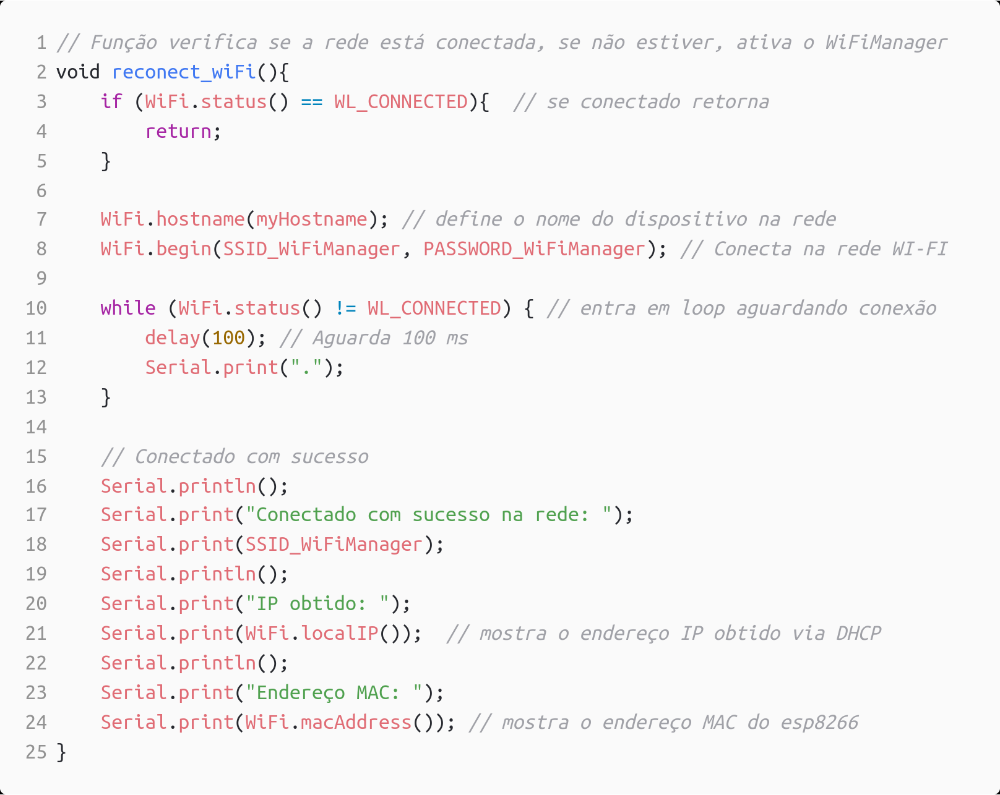 1 // Função verifica se a rede está conectada, se não estiver, ativa o WiFiManager
2 void reconect_wiFi(){
3     if (WiFi.status() == WL_CONNECTED){  // se conectado retorna
4         return;
5     }
6
7     WiFi.hostname(myHostname); // define o nome do dispositivo na rede
8     WiFi.begin(SSID_WiFiManager, PASSWORD_WiFiManager); // Conecta na rede WI-FI
9
10     while (WiFi.status() != WL_CONNECTED) { // entra em loop aguardando conexão
11         delay(100); // Aguarda 100 ms
12         Serial.print(".");
13     }
14
15     // Conectado com sucesso
16     Serial.println();
17     Serial.print("Conectado com sucesso na rede: ");
18     Serial.print(SSID_WiFiManager);
19     Serial.println();
20     Serial.print("IP obtido: ");
21     Serial.print(WiFi.localIP());  // mostra o endereço IP obtido via DHCP
22     Serial.println();
23     Serial.print("Endereço MAC: ");
24     Serial.print(WiFi.macAddress()); // mostra o endereço MAC do esp8266
25 }